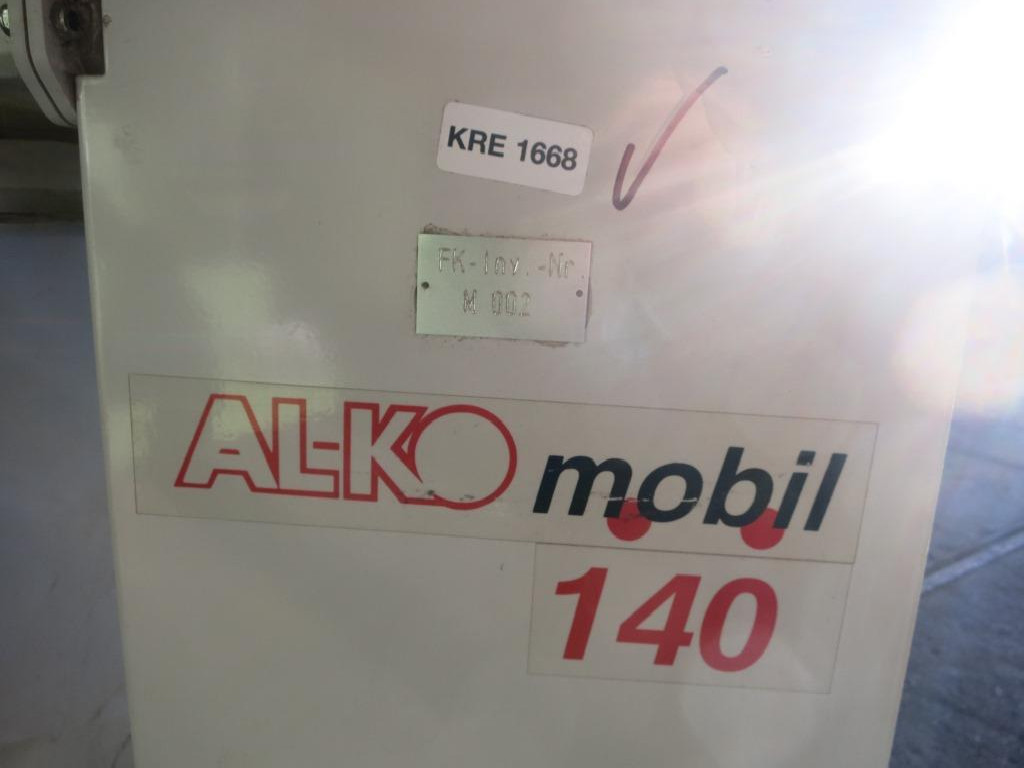 KRE 1668
FK-Inv.-Nr
M 002
AL-KO mobil
140